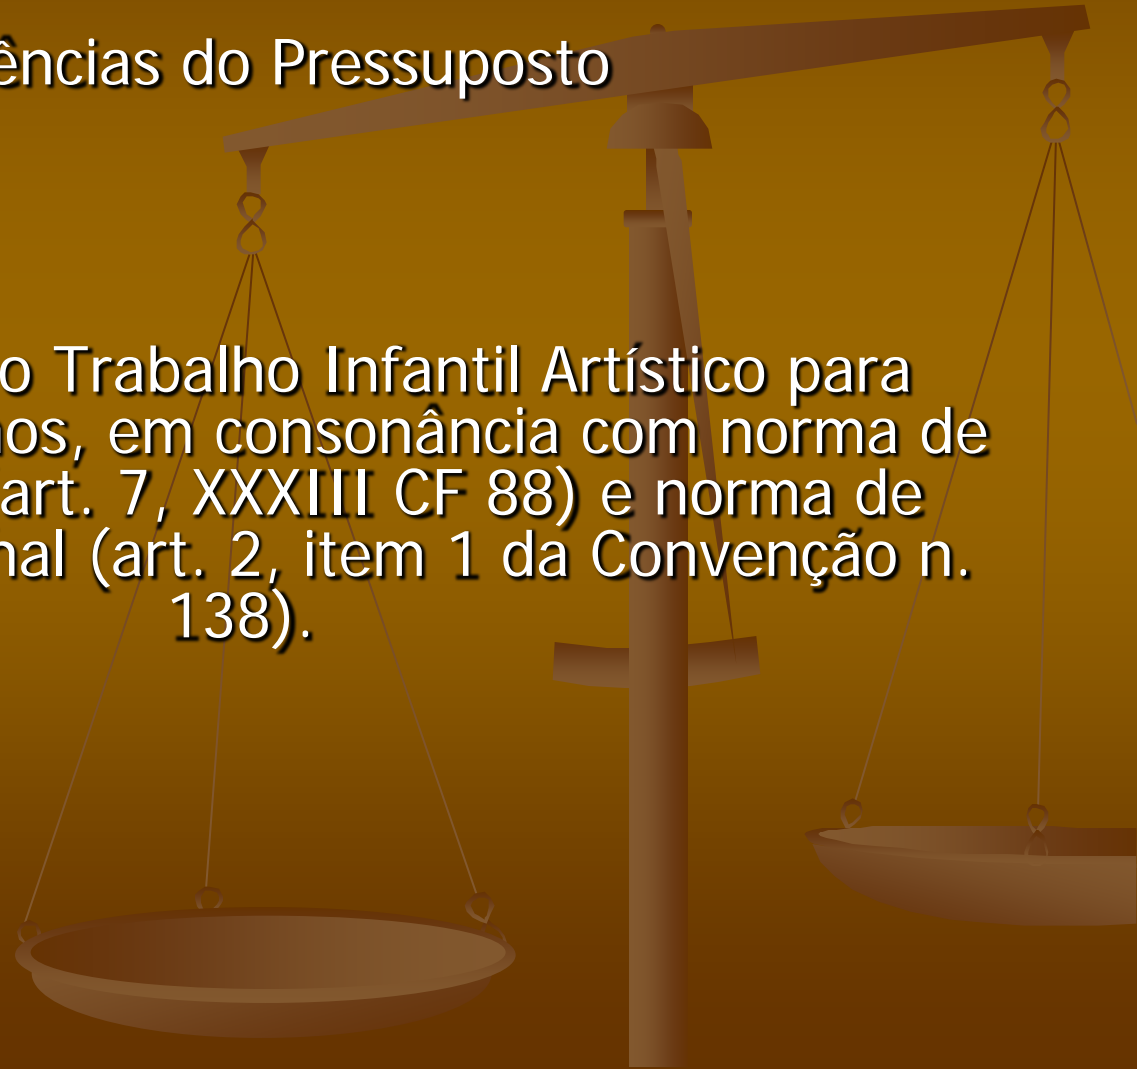 ências do Pressuposto
o Trabalho Infantil Artístico para
nos, em consonância com norma de
art. 7, XXXIII CF 88) e norma de
nal (art. 2, item 1 da Convenção n.
138).